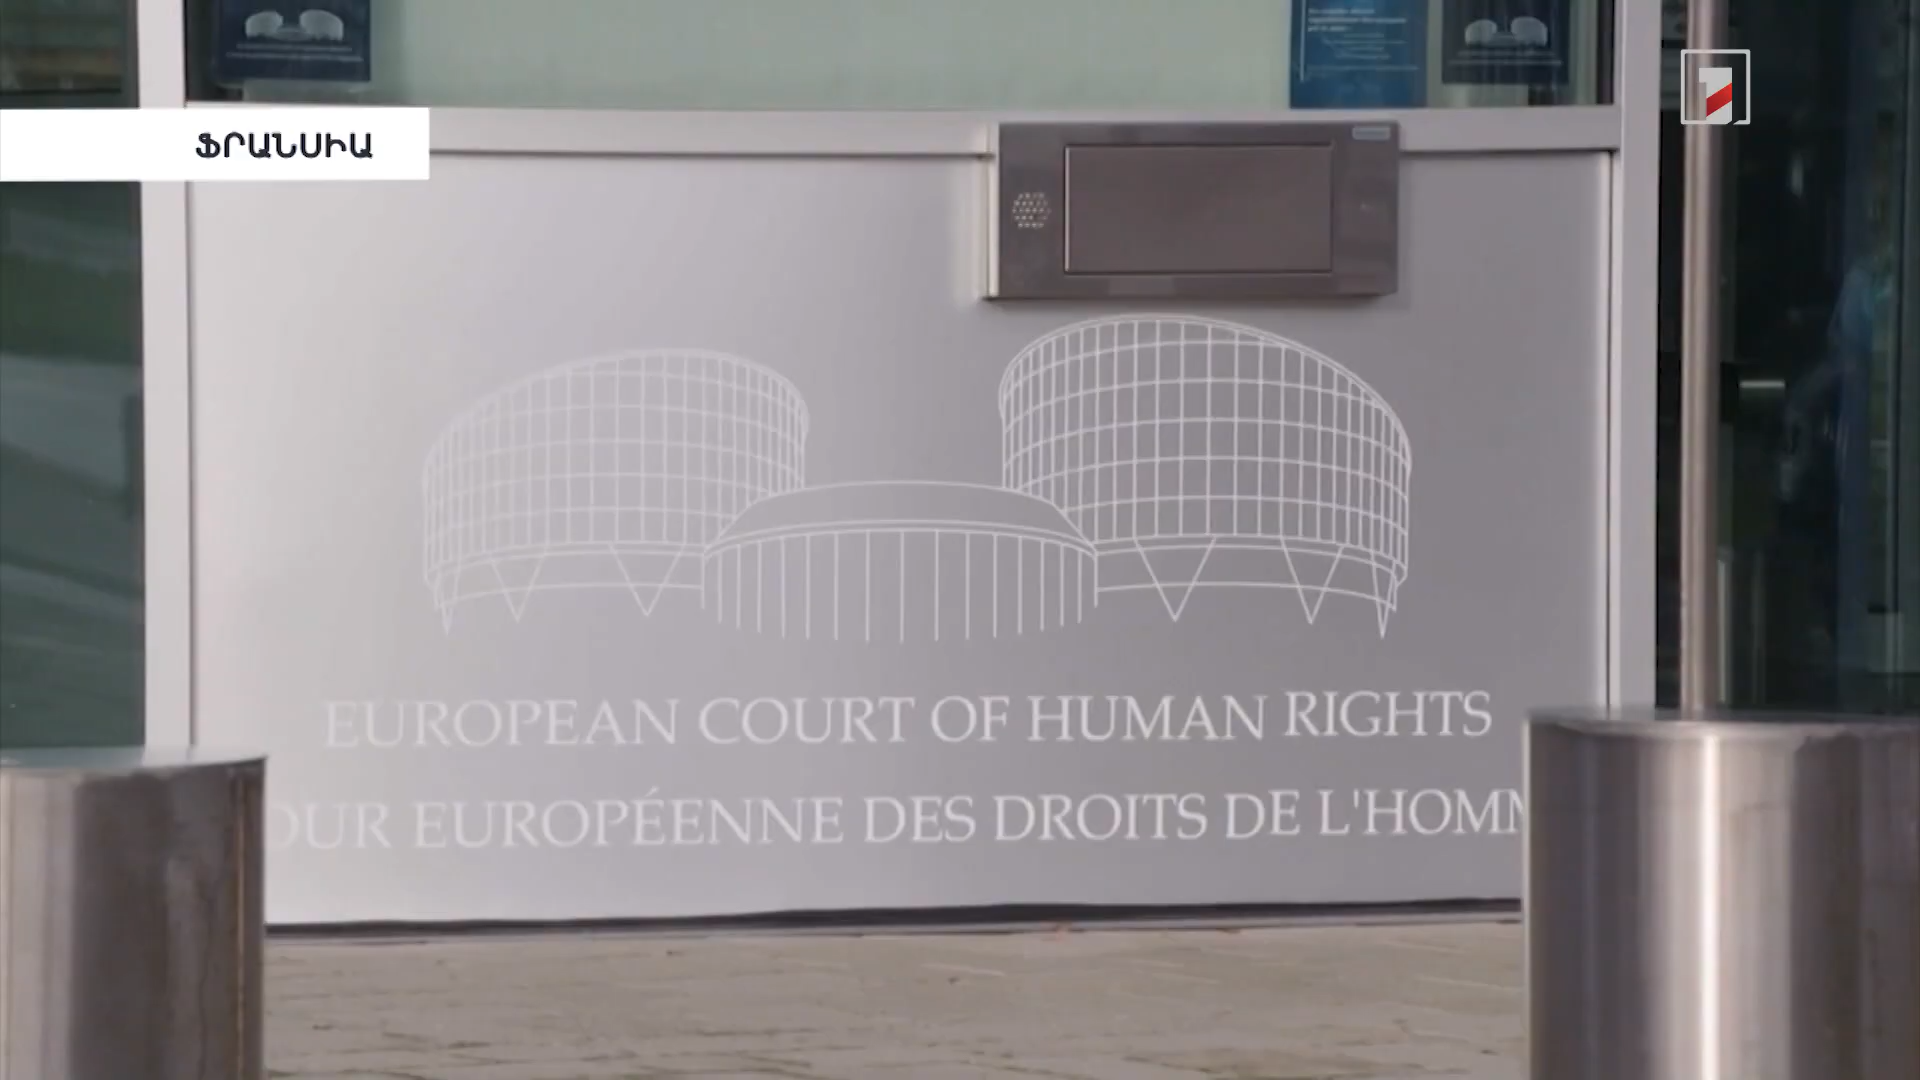 ՖՐԱՆՍԻԱ
EUROPEAN COURT OF HUMAN RIGHTS
OUR EUROPÉENNE DES DROITS DE L'HOMM